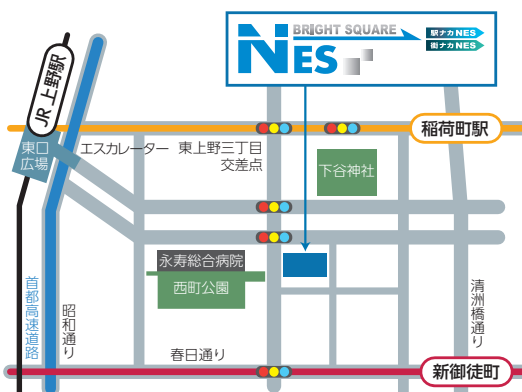 BRIGHT SQUARE
NES
駅ナカNES
街ナカNES
JR 上野駅
稲荷町駅
東口
広場
エスカレーター
東上野三丁目
交差点
下谷神社
永寿総合病院
西町公園
首都高速道路
昭和通り
清洲橋通り
春日通り
新御徒町